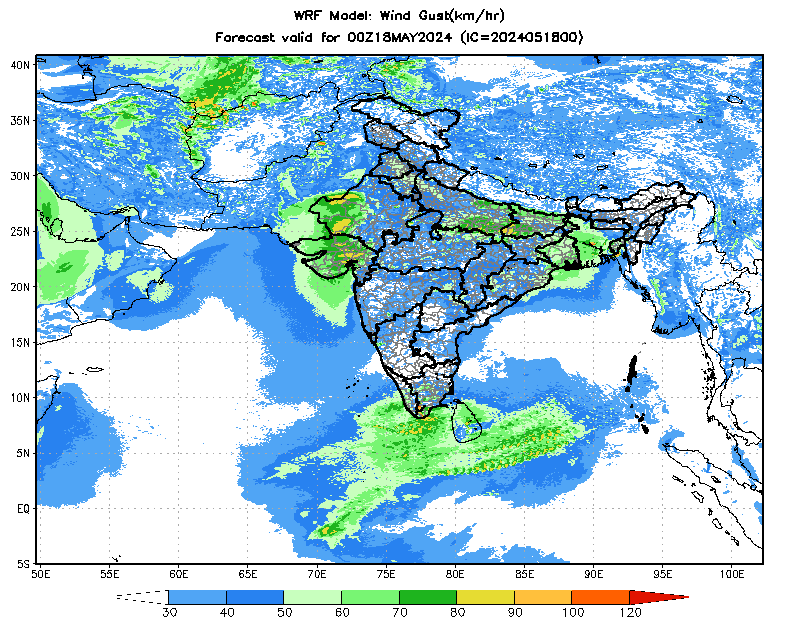 WRF Model: Wind Gust(km/hr)
Forecast valid for 00Z18MAY2024 (IC=2024051800)
40N
35N
30N
25N
20N
15N
10N
5N
EQ
5S
50E 55E 60E 65E 70E 75E 80E 85E 90E 95E 100E
30 40 50 60 70 80 90 100 120